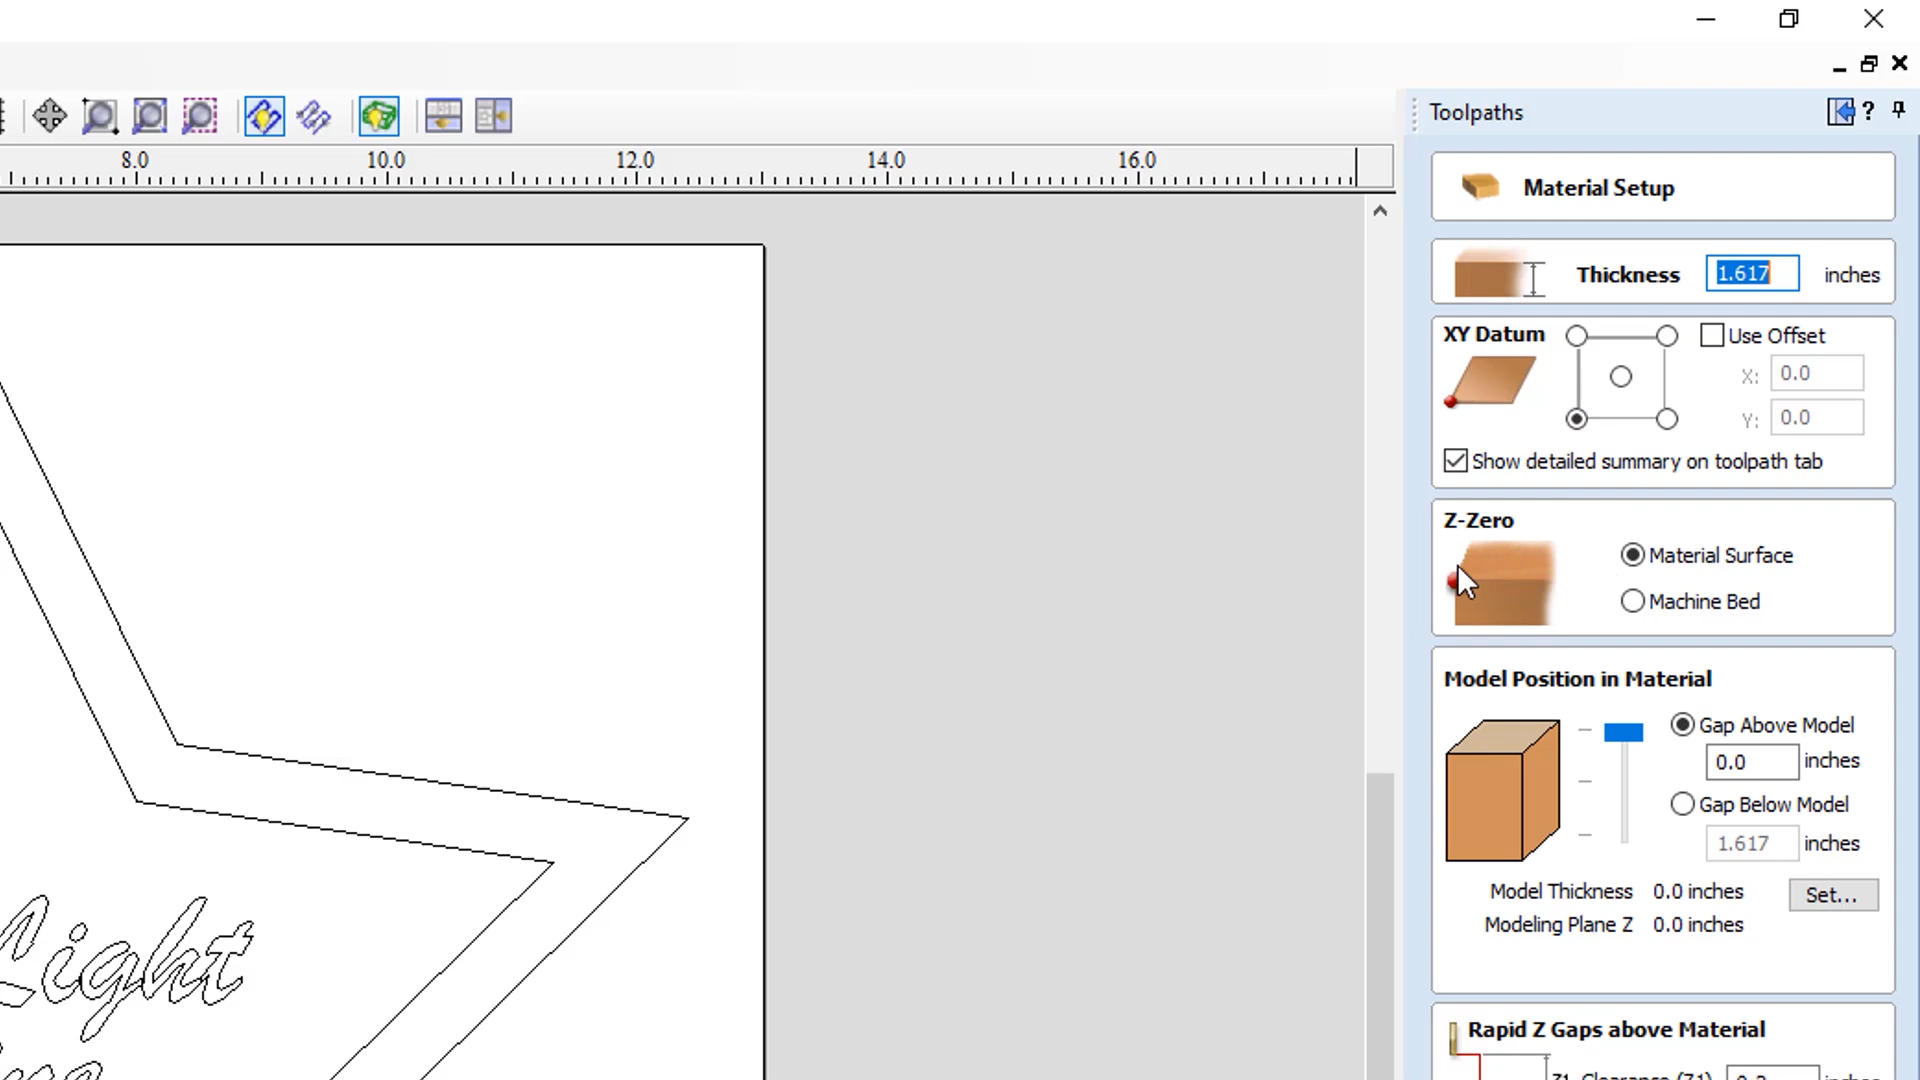 Toolpaths
?
8.0 10.0 12.0 14.0 16.0
Material Setup
Thickness 1.617 inches
XY Datum
Use Offset
X: 0.0
Y: 0.0
Show detailed summary on toolpath tab
Z-Zero
Material Surface
Machine Bed
Model Position in Material
Gap Above Model
0.0 inches
Gap Below Model
1.617 inches
Model Thickness 0.0 inches
Set...
Modeling Plane Z 0.0 inches
Rapid Z Gaps above Material
Light